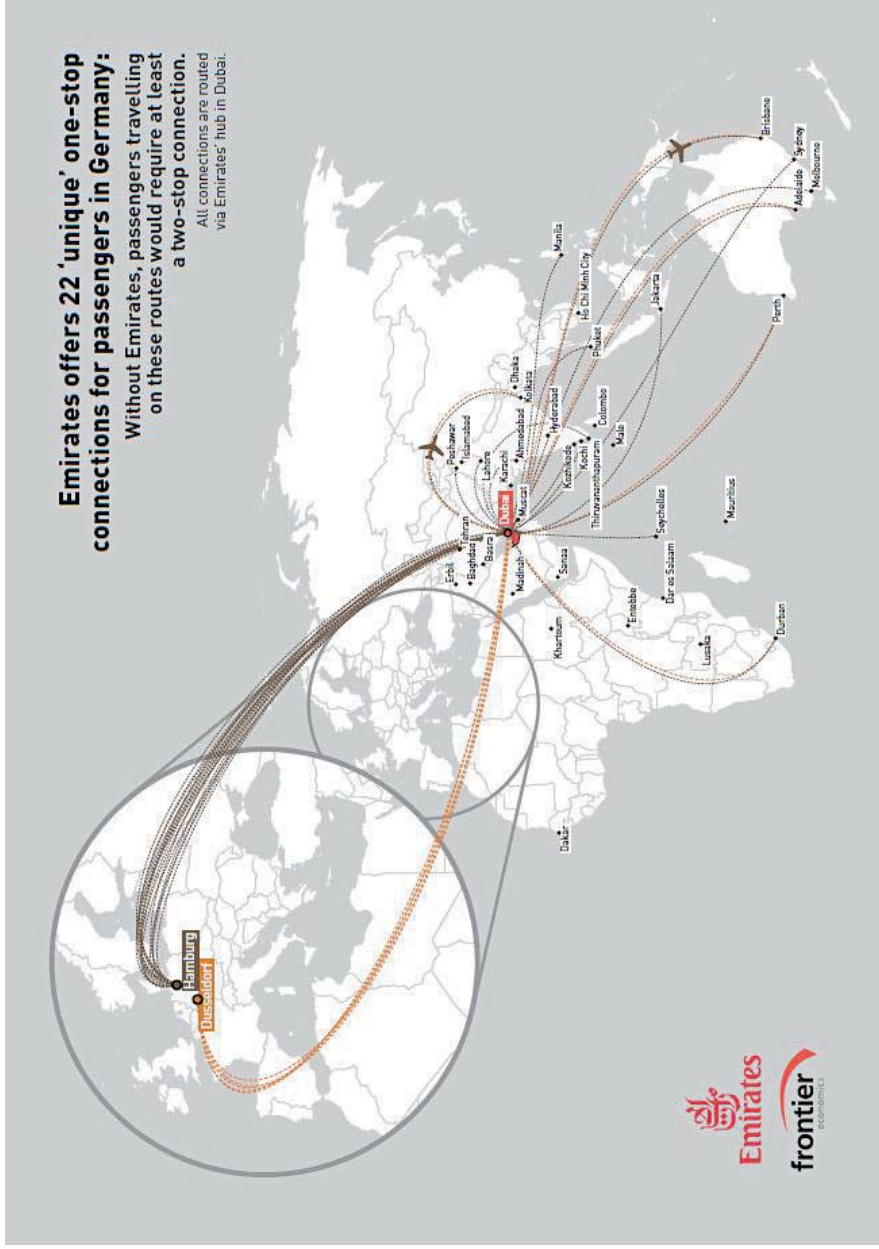 Emirates offers 22 ‘unique’ one-stop
connections for passengers in Germany:
Without Emirates, passengers travelling
on these routes would require at least
a two-stop connection.
All connections are routed
via Emirates’ hub in Dubai.
Hamburg
Dusseldorf
Erbil
Tehran
Baghdad
Basra
Peshawar
Islamabad
Lahore
Karachi
Dubai
Muscat
Madinah
Sanaa
Khartoum
Dakar
Entebbe
Dar es Salaam
Lusaka
Durban
Seychelles
Mauritius
Ahmedabad
Dhaka
Kolkata
Hyderabad
Kozhikode
Kochi
Thiruvananthapuram
Colombo
Male
Manila
Ho Chi Minh City
Phuket
Jakarta
Perth
Adelaide
Melbourne
Sydney
Brisbane
Emirates
frontier
economics